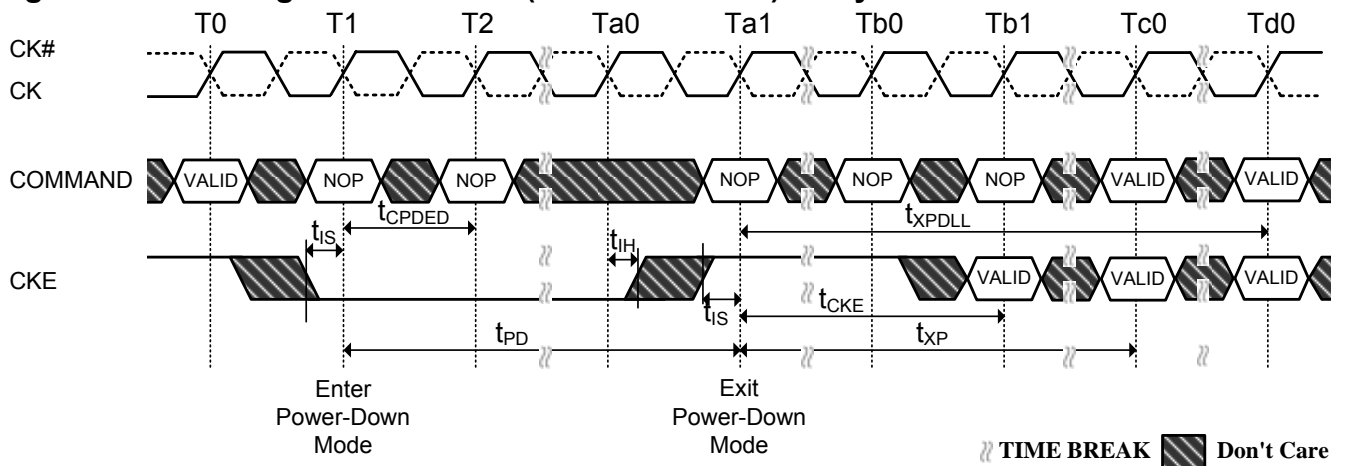 T0 T1 T2 Ta0 Ta1 Tb0 Tb1 Tc0 Td0
CK#
CK
COMMAND VALID NOP NOP NOP NOP NOP VALID VALID
tCPDED tXPDLL
tIS tIH
CKE VALID VALID VALID
tIS tCKE
tPD tXP
Enter
Power-Down
Mode
Exit
Power-Down
Mode
TIME BREAK Don't Care